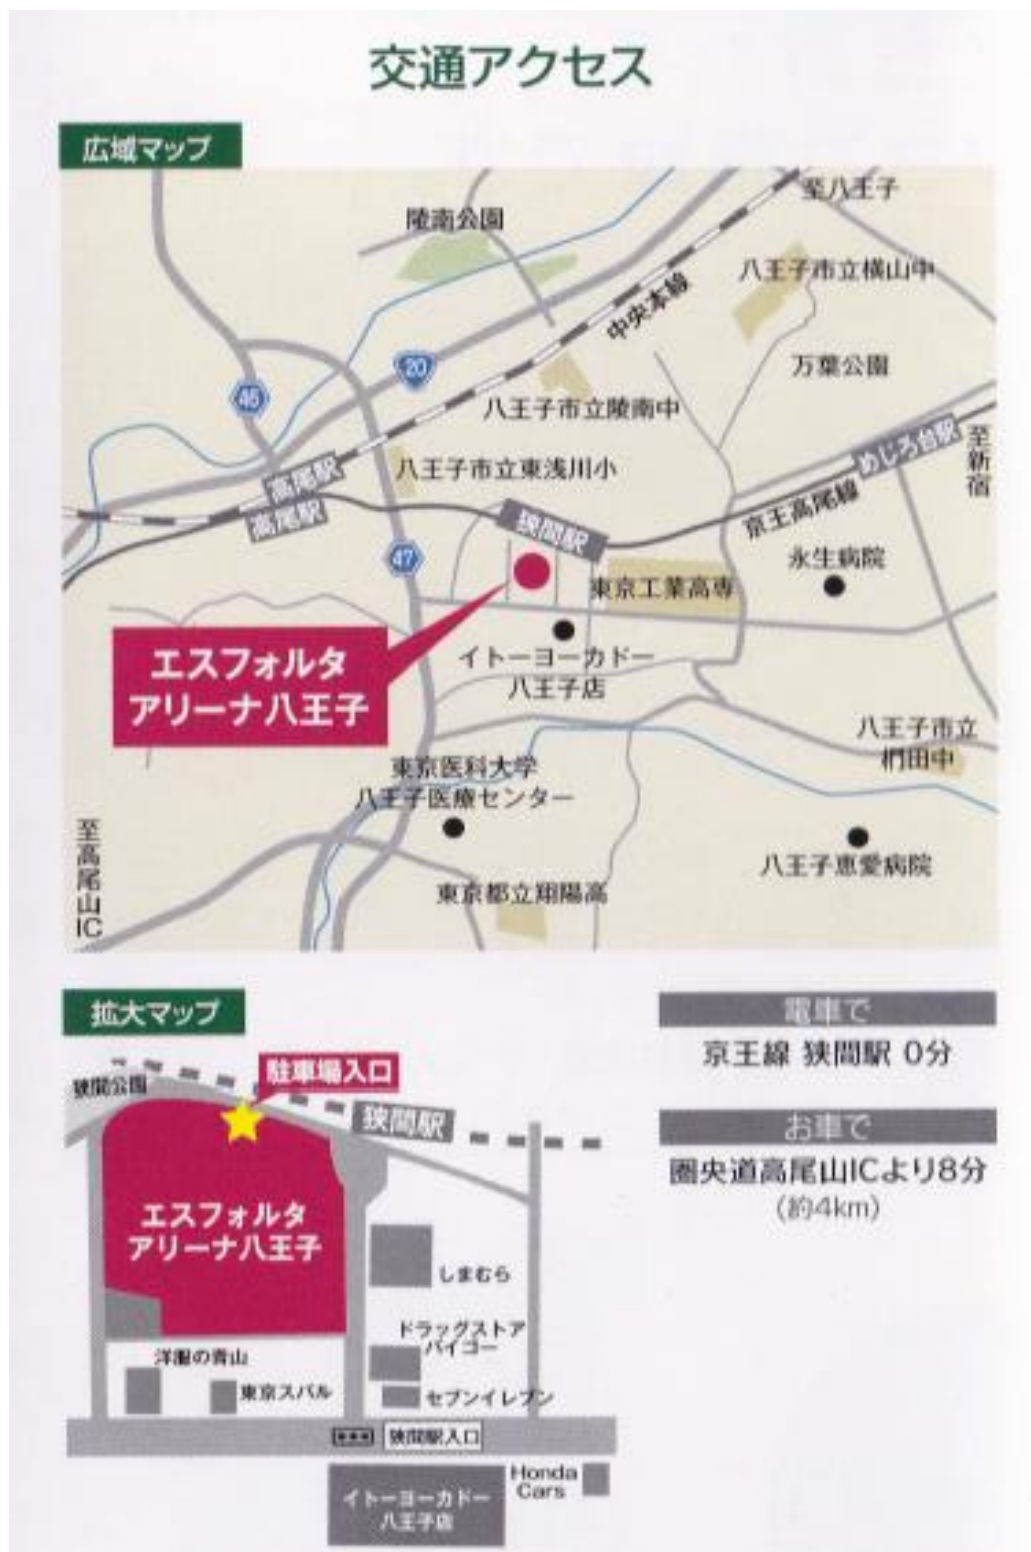 交通アクセス
広域マップ
至八王子
陵南公園
八王子市立横山中
中央本線
20
万葉公園
46
八王子市立陵南中
めじろ台駅
至新宿
高尾駅
八王子市立東浅川小
高尾駅
狭間駅
京王高尾線
47
永生病院
東京工業高専
エスフォルタ
アリーナ八王子
イトーヨーカドー
八王子店
八王子市立
椚田中
東京医科大学
八王子医療センター
至高尾山IC
八王子恵愛病院
東京都立翔陽高
拡大マップ
電車で
京王線 狭間駅 0分
お車で
圏央道高尾山ICより8分
(約4km)
狭間公園
駐車場入口
狭間駅
エスフォルタ
アリーナ八王子
しまむら
ドラッグストア
バイゴー
洋服の青山
東京スバル
セブンイレブン
狭間駅入口
Honda
Cars
イトーヨーカドー
八王子店